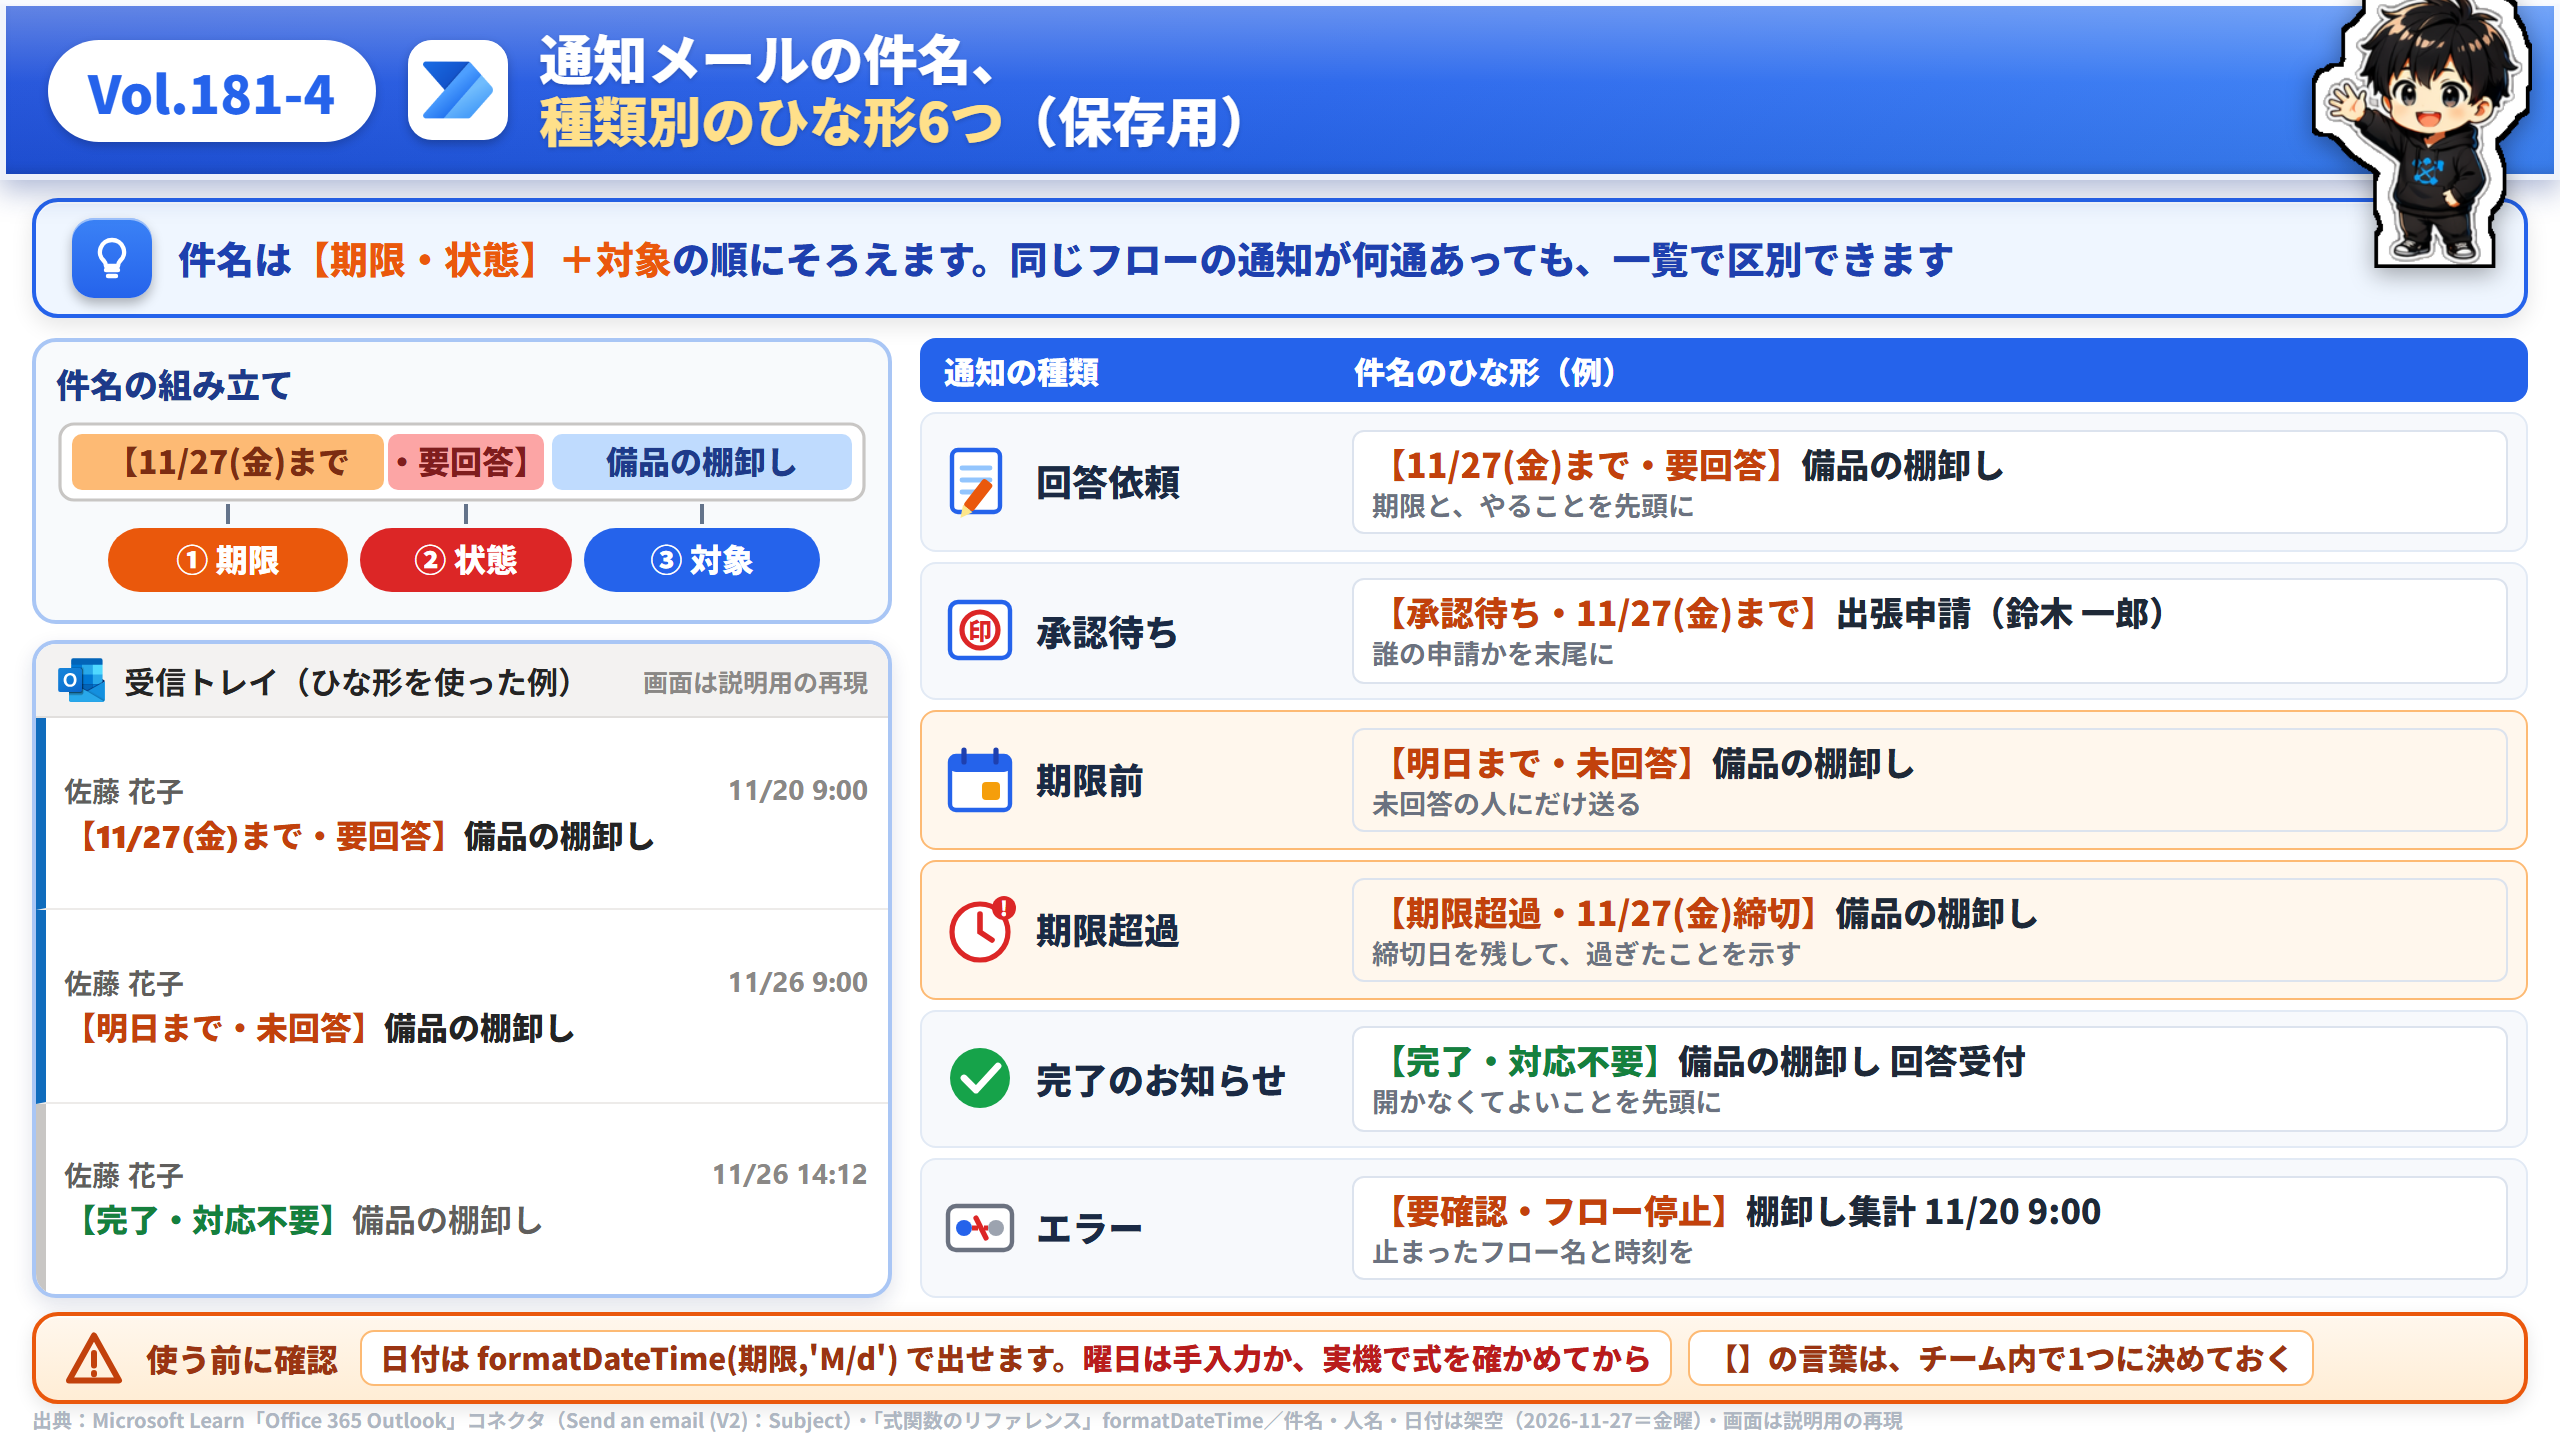 Vol.181-4
通知メールの件名、
種類別のひな形6つ（保存用）
件名は【期限・状態】＋対象の順にそろえます。同じフローの通知が何通あっても、一覧で区別できます
件名の組み立て
【11/27(金)まで ・要回答】 備品の棚卸し
① 期限 ② 状態 ③ 対象
受信トレイ（ひな形を使った例） 画面は説明用の再現
佐藤 花子 11/20 9:00
【11/27(金)まで・要回答】備品の棚卸し
佐藤 花子 11/26 9:00
【明日まで・未回答】備品の棚卸し
佐藤 花子 11/26 14:12
【完了・対応不要】備品の棚卸し
通知の種類 件名のひな形（例）
回答依頼
【11/27(金)まで・要回答】備品の棚卸し
期限と、やることを先頭に
印
承認待ち
【承認待ち・11/27(金)まで】出張申請（鈴木 一郎）
誰の申請かを末尾に
期限前
【明日まで・未回答】備品の棚卸し
未回答の人にだけ送る
期限超過
【期限超過・11/27(金)締切】備品の棚卸し
締切日を残して、過ぎたことを示す
完了のお知らせ
【完了・対応不要】備品の棚卸し 回答受付
開かなくてよいことを先頭に
エラー
【要確認・フロー停止】棚卸し集計 11/20 9:00
止まったフロー名と時刻を
使う前に確認 日付は formatDateTime(期限,'M/d') で出せます。曜日は手入力か、実機で式を確かめてから 【】の言葉は、チーム内で1つに決めておく
出典：Microsoft Learn「Office 365 Outlook」コネクタ（Send an email (V2)：Subject）・「式関数のリファレンス」formatDateTime／件名・人名・日付は架空（2026-11-27＝金曜）・画面は説明用の再現